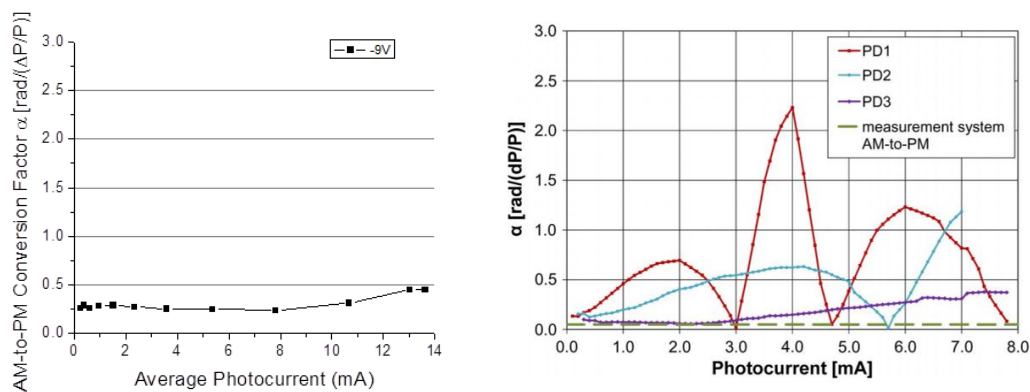 AM-to-PM Conversion Factor α [rad/(ΔP/P)]
3.0
2.5
2.0
1.5
1.0
0.5
0.0
-9V
0 2 4 6 8 10 12 14
Average Photocurrent (mA)
α [rad/(dP/P)]
3.0
2.5
2.0
1.5
1.0
0.5
0.0
PD1
PD2
PD3
measurement system
AM-to-PM
0.0 1.0 2.0 3.0 4.0 5.0 6.0 7.0 8.0
Photocurrent [mA]